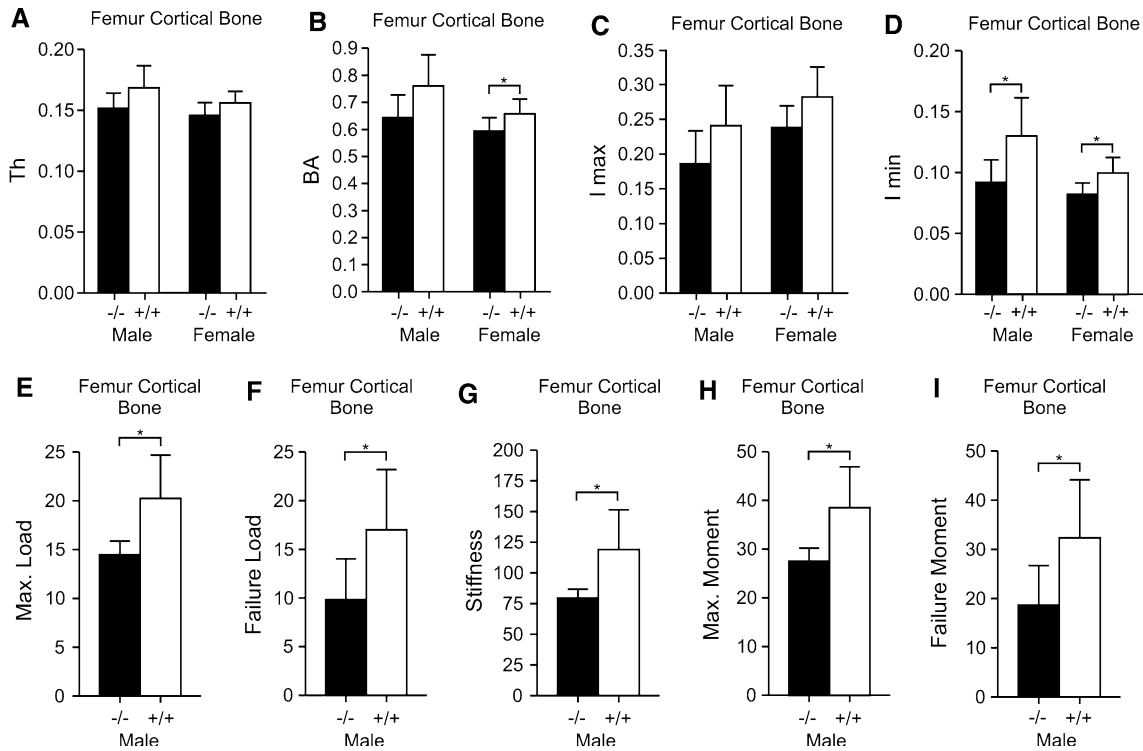 A Femur Cortical Bone
Th
0.20
0.15
0.10
0.05
0.00
-/- +/+ -/- +/+
Male Female
B Femur Cortical Bone
BA
0.9
0.8
0.7
0.6
0.5
0.4
0.3
0.2
0.1
0.0
*
-/- +/+ -/- +/+
Male Female
C Femur Cortical Bone
I max
0.35
0.30
0.25
0.20
0.15
0.10
0.05
0.00
-/- +/+ -/- +/+
Male Female
D Femur Cortical Bone
I min
0.20
0.15
0.10
0.05
0.00
*
*
-/- +/+ -/- +/+
Male Female
E Femur Cortical
Bone
Max. Load
25
20
15
10
5
0
*
-/- +/+
Male
F Femur Cortical
Bone
Failure Load
25
20
15
10
5
0
*
-/- +/+
Male
G Femur Cortical
Bone
Stiffness
200
175
150
125
100
75
50
25
0
*
-/- +/+
Male
H Femur Cortical
Bone
Max. Moment
50
40
30
20
10
0
*
-/- +/+
Male
I Femur Cortical
Bone
Failure Moment
50
40
30
20
10
0
*
-/- +/+
Male